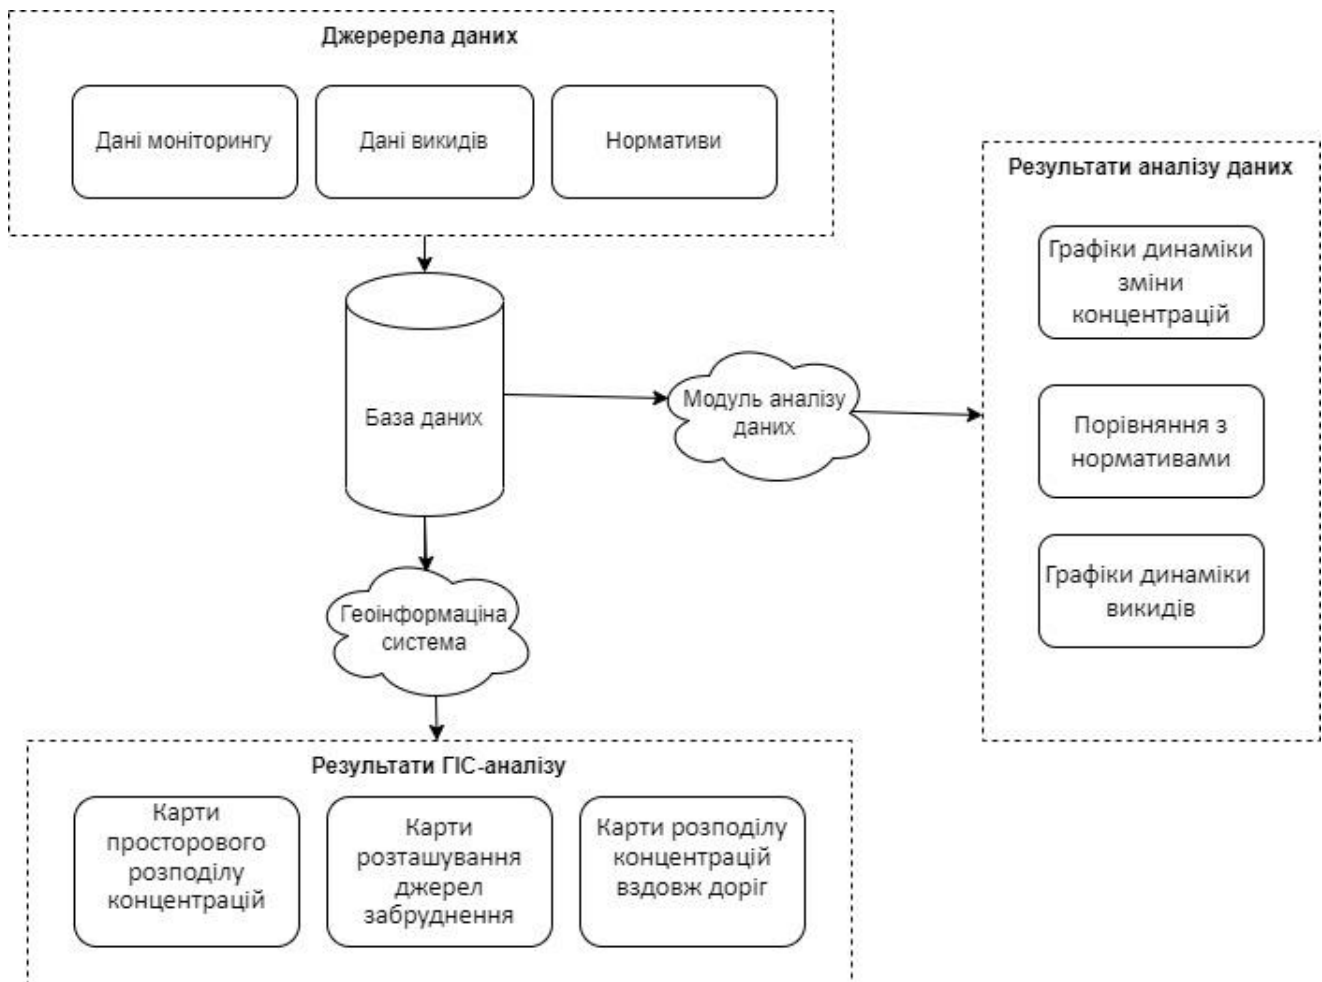 Джеререла даних
Дані моніторингу
Дані викидів
Нормативи
Результати аналізу даних
Графіки динаміки
зміни
концентрацій
База даних
Модуль аналізу
даних
Порівняння з
нормативами
Графіки динаміки
викидів
Геоінформаціна
система
Результати ГІС-аналізу
Карти
просторового
розподілу
концентрацій
Карти
розташування
джерел
забруднення
Карти розподілу
концентрацій
вздовж доріг